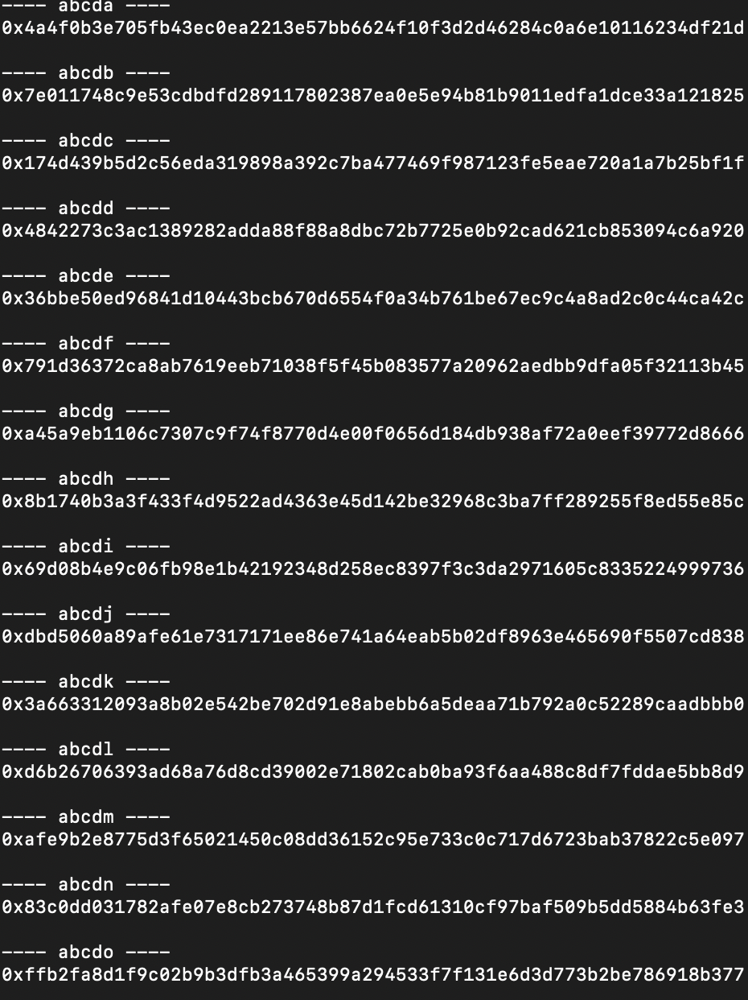 ---- abcda ----
0x4a4f0b3e705fb43ec0ea2213e57bb6624f10f3d2d46284c0a6e10116234df21d
---- abcdb ----
0x7e011748c9e53cdbdfd289117802387ea0e5e94b81b9011edfa1dce33a121825
---- abcdc ----
0x174d439b5d2c56eda319898a392c7ba477469f987123fe5eae720a1a7b25bf1f
---- abcdd ----
0x4842273c3ac1389282adda88f88a8dbc72b7725e0b92cad621cb853094c6a920
---- abcde ----
0x36bbe50ed96841d10443bcb670d6554f0a34b761be67ec9c4a8ad2c0c44ca42c
---- abcdf ----
0x791d36372ca8ab7619eeb71038f5f45b083577a20962aedbb9dfa05f32113b45
---- abcdg ----
0xa45a9eb1106c7307c9f74f8770d4e00f0656d184db938af72a0eef39772d8666
---- abcdh ----
0x8b1740b3a3f433f4d9522ad4363e45d142be32968c3ba7ff289255f8ed55e85c
---- abcdi ----
0x69d08b4e9c06fb98e1b42192348d258ec8397f3c3da2971605c8335224999736
---- abcdj ----
0xdbd5060a89afe61e7317171ee86e741a64eab5b02df8963e465690f5507cd838
---- abcdk ----
0x3a663312093a8b02e542be702d91e8abebb6a5deaa71b792a0c52289caadbbb0
---- abcdl ----
0xd6b26706393ad68a76d8cd39002e71802cab0ba93f6aa488c8df7fddae5bb8d9
---- abcdm ----
0xafe9b2e8775d3f65021450c08dd36152c95e733c0c717d6723bab37822c5e097
---- abcdn ----
0x83c0dd031782afe07e8cb273748b87d1fcd61310cf97baf509b5dd5884b63fe3
---- abcdo ----
0xffb2fa8d1f9c02b9b3dfb3a465399a294533f7f131e6d3d773b2be786918b377